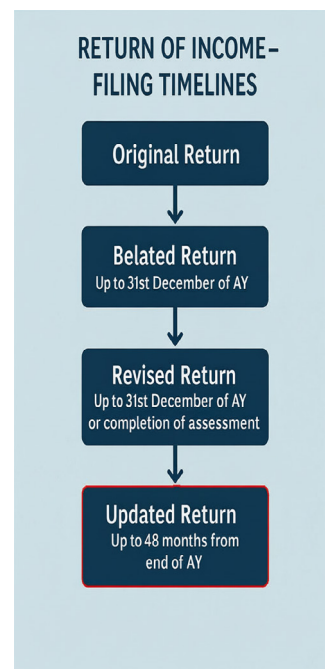 RETURN OF INCOME–
FILING TIMELINES
Original Return
Belated Return
Up to 31st December of AY
Revised Return
Up to 31st December of AY
or completion of assessment
Updated Return
Up to 48 months from
end of AY